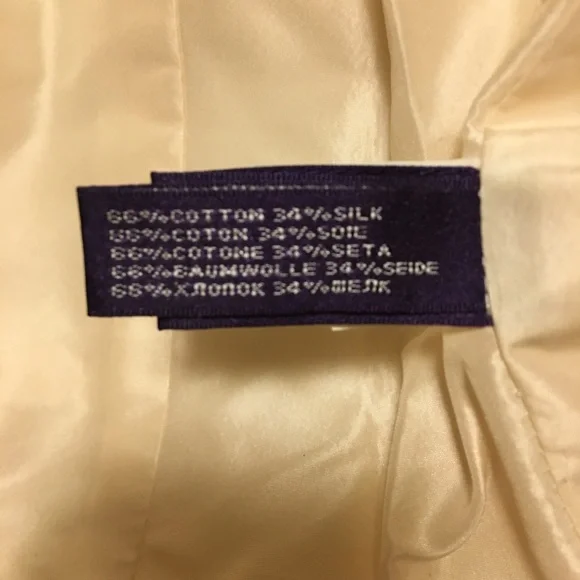 66%COTTON 34%SILK
66%COTON 34%SOIE
66%COTONE 34%SETA
66%BAUMWOLLE 34%SEIDE
66%ХЛОПОК 34%ШЕЛК